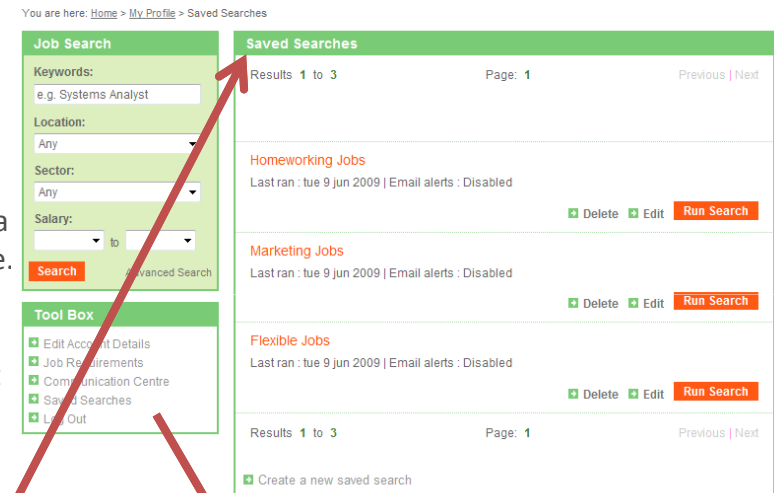 You are here: Home > My Profile > Saved Searches
Job Search
Keywords:
e.g. Systems Analyst
Location:
Any
Sector:
Any
Salary:
to
Search
Advanced Search
a
e.
Tool Box
Edit Account Details
Job Requirements
Communication Centre
Saved Searches
Log Out
Saved Searches
Results 1 to 3 Page: 1 Previous | Next
Homeworking Jobs
Last ran : tue 9 jun 2009 | Email alerts : Disabled
Delete Edit Run Search
Marketing Jobs
Last ran : tue 9 jun 2009 | Email alerts : Disabled
Delete Edit Run Search
Flexible Jobs
Last ran : tue 9 jun 2009 | Email alerts : Disabled
Delete Edit Run Search
Results 1 to 3 Page: 1 Previous | Next
Create a new saved search